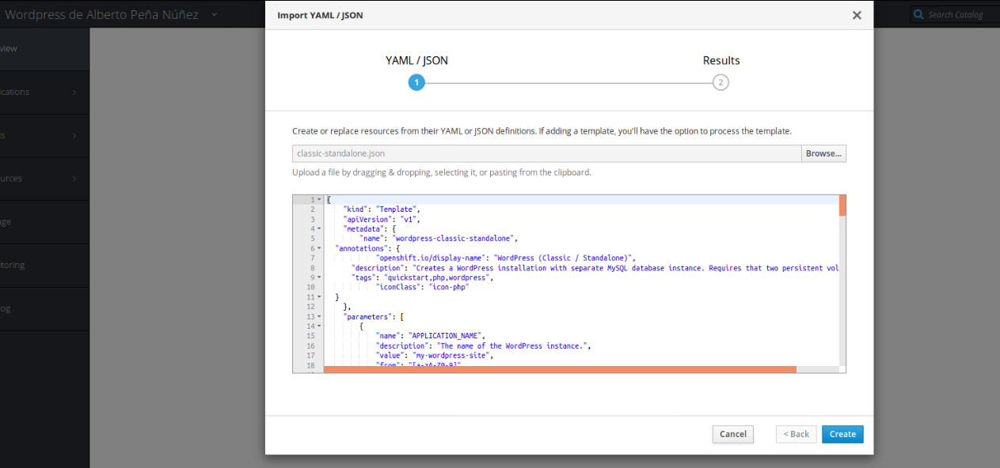 Wordpress de Alberto Peña Núñez
Import YAML / JSON
Search Catalog
YAML / JSON
Results
1
2
Create or replace resources from their YAML or JSON definitions. If adding a template, you'll have the option to process the template.
classic-standalone.json
Browse...
Upload a file by dragging & dropping, selecting it, or pasting from the clipboard.
1 {
2 "kind": "Template",
3 "apiVersion": "v1",
4 "metadata": {
5 "name": "wordpress-classic-standalone",
6 "annotations": {
7 "openshift.io/display-name": "WordPress (Classic / Standalone)",
8 "description": "Creates a WordPress installation with separate MySQL database instance. Requires that two persistent vol
9 "tags": "quickstart,php,wordpress",
10 "iconClass": "icon-php"
11 }
12 },
13 "parameters": [
14 {
15 "name": "APPLICATION_NAME",
16 "description": "The name of the WordPress instance.",
17 "value": "my-wordpress-site",
18 "from": "[a-zA-Z0-9]"
Cancel
< Back
Create